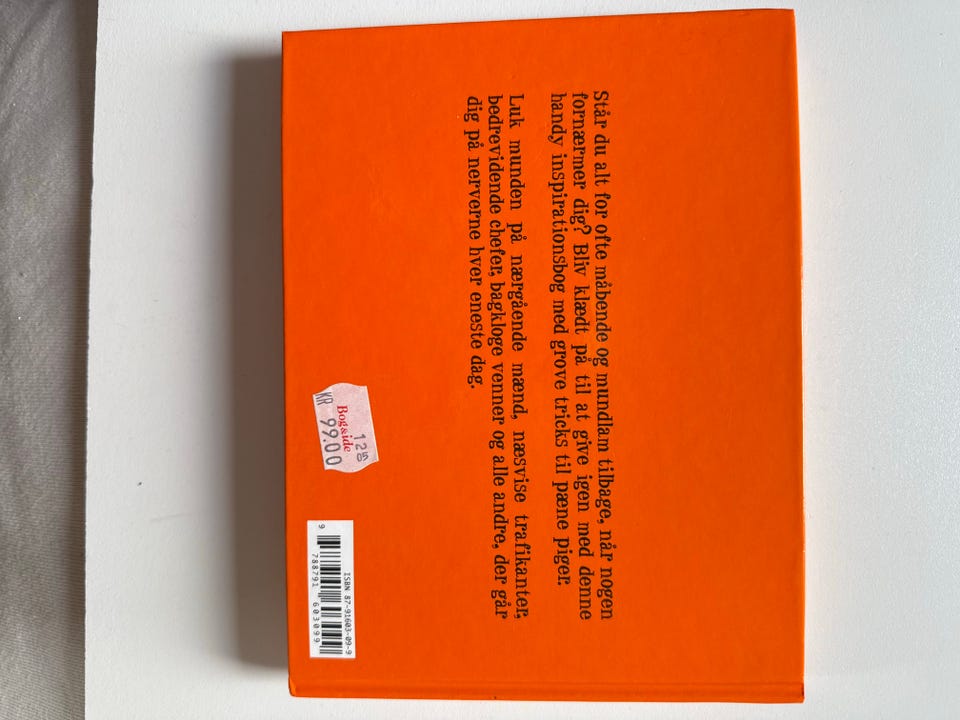 Står du alt for ofte måbende og mundlam tilbage, når nogen
fornærmer dig? Bliv klædt på til at give igen med denne
handy inspirationsbog med grove tricks til pæne piger.
Luk munden på nærgående mænd, næsvise trafikanter,
bedrevidende chefer, bagkloge venner og alle andre, der går
dig på nerverne hver eneste dag.
Bog&ide
KR 99.00
ISBN 87-91603-09-9
9 788791 603099